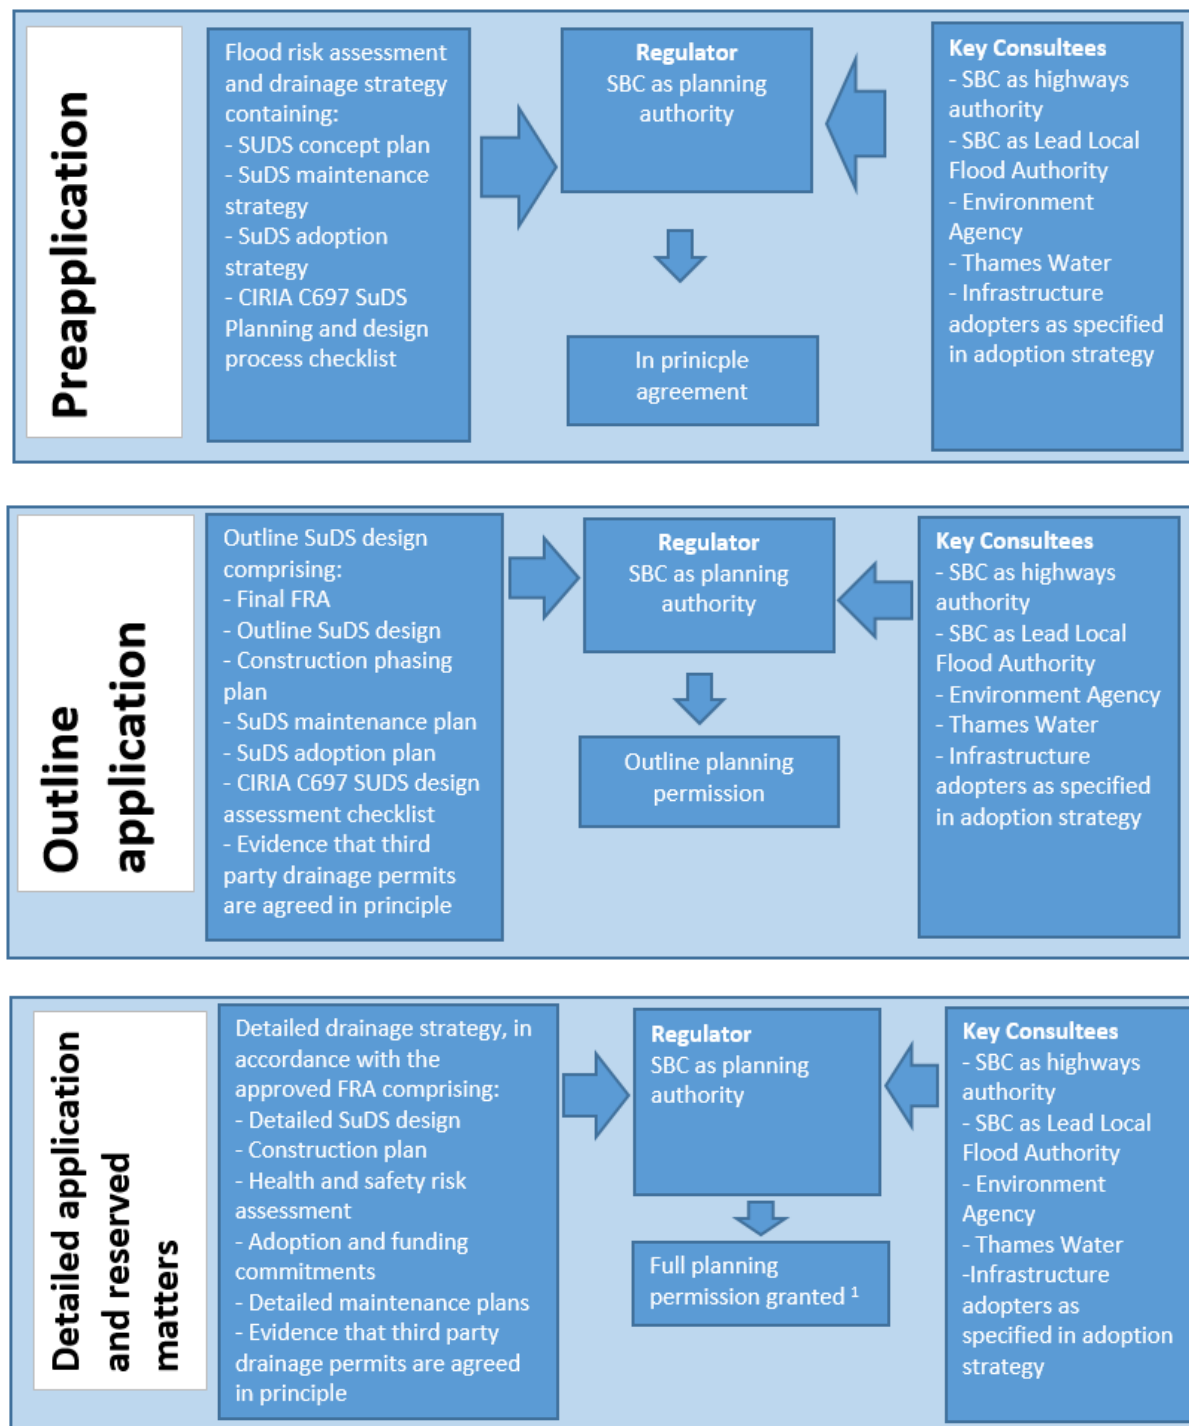 Preapplication
Flood risk assessment
and drainage strategy
containing:
- SUDS concept plan
- SuDS maintenance
strategy
- SuDS adoption
strategy
- CIRIA C697 SuDS
Planning and design
process checklist
Regulator
SBC as planning
authority
In prinicple
agreement
Key Consultees
- SBC as highways
authority
- SBC as Lead Local
Flood Authority
- Environment
Agency
- Thames Water
- Infrastructure
adopters as specified
in adoption strategy
Outline
application
Outline SuDS design
comprising:
- Final FRA
- Outline SuDS design
- Construction phasing
plan
- SuDS maintenance plan
- SuDS adoption plan
- CIRIA C697 SUDS design
assessment checklist
- Evidence that third
party drainage permits
are agreed in principle
Regulator
SBC as planning
authority
Outline planning
permission
Key Consultees
- SBC as highways
authority
- SBC as Lead Local
Flood Authority
- Environment Agency
- Thames Water
- Infrastructure
adopters as specified
in adoption strategy
Detailed application
and reserved
matters
Detailed drainage strategy, in
accordance with the
approved FRA comprising:
- Detailed SuDS design
- Construction plan
- Health and safety risk
assessment
- Adoption and funding
commitments
- Detailed maintenance plans
- Evidence that third party
drainage permits are agreed
in principle
Regulator
SBC as planning
authority
Full planning
permission granted ¹
Key Consultees
- SBC as highways
authority
- SBC as Lead Local
Flood Authority
- Environment
Agency
- Thames Water
-Infrastructure
adopters as
specified in adoption
strategy